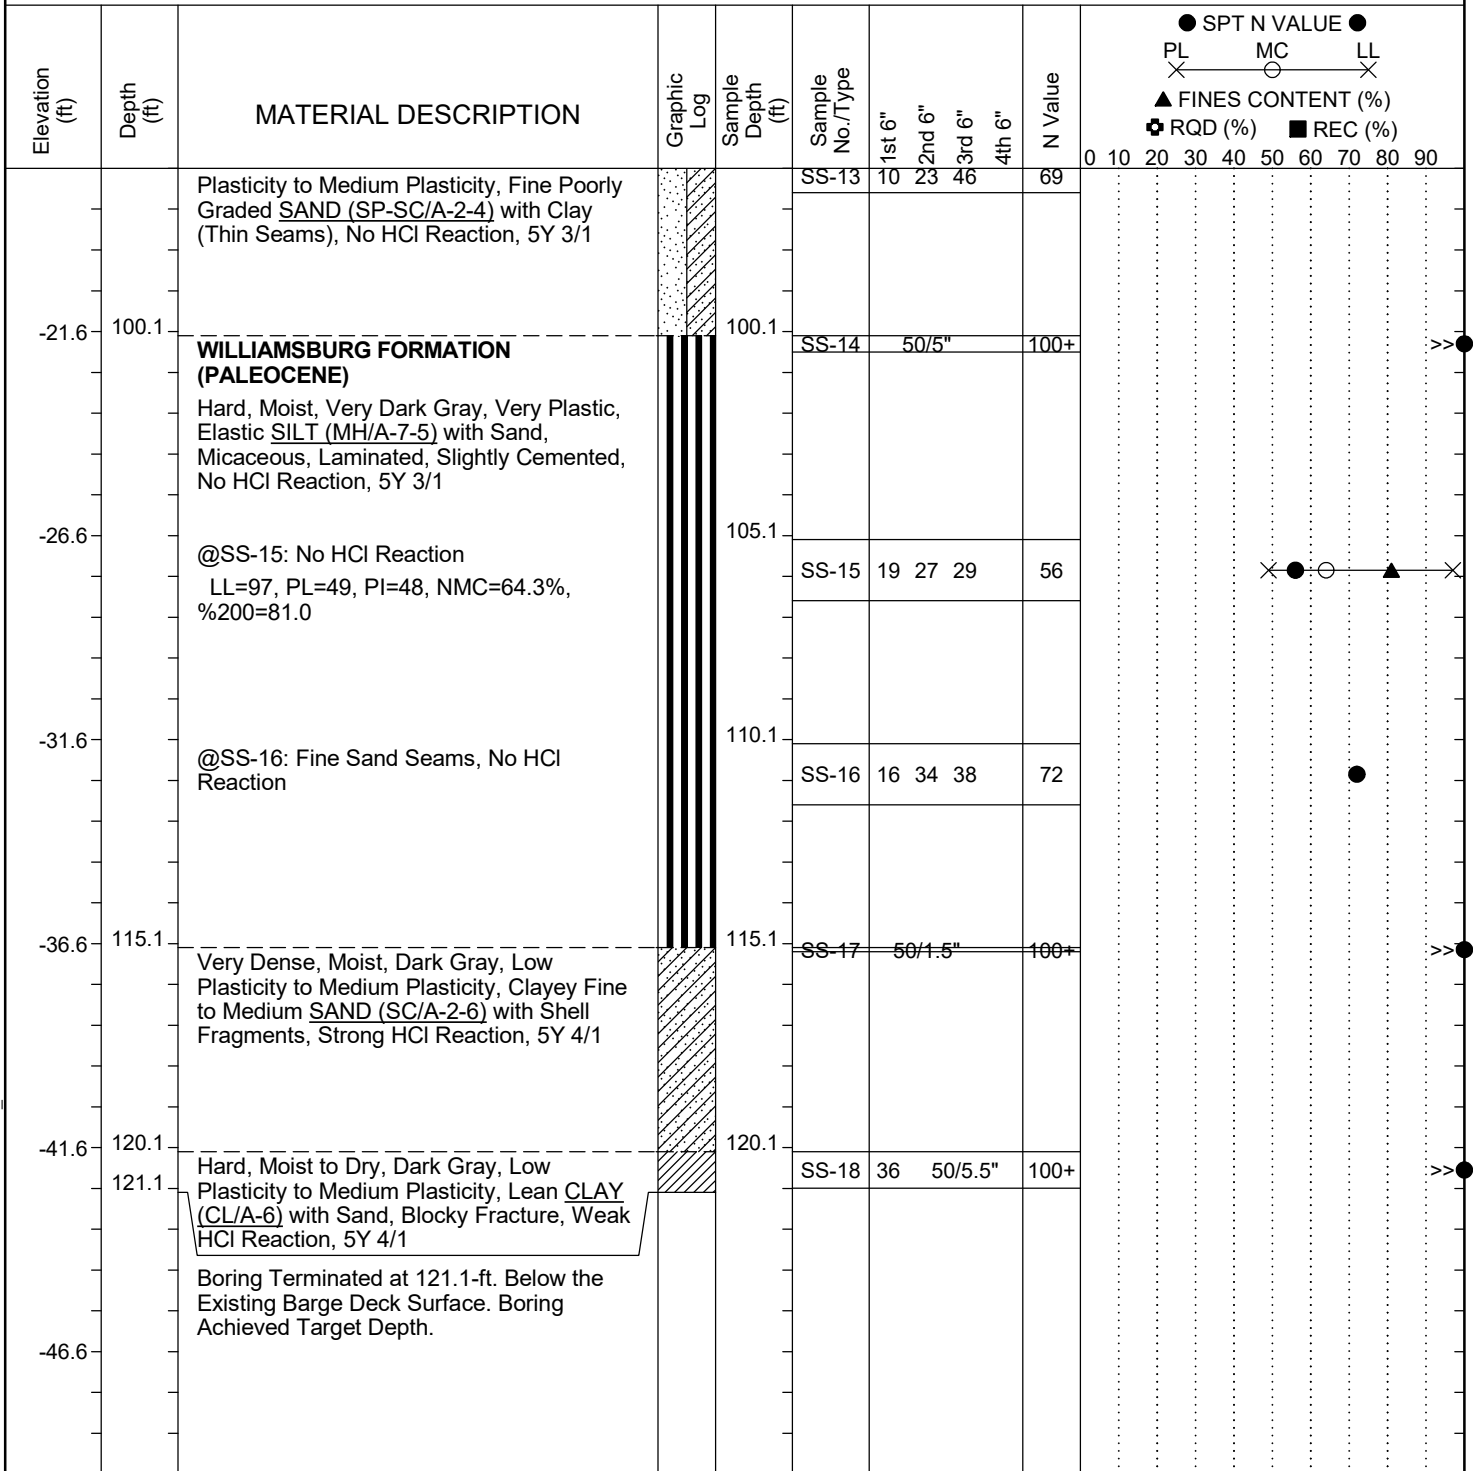 Elevation (ft)
Depth (ft)
MATERIAL DESCRIPTION
Graphic Log
Sample Depth (ft)
Sample No./Type
1st 6"
2nd 6"
3rd 6"
4th 6"
N Value
● SPT N VALUE ●
PL MC LL
▲ FINES CONTENT (%)
RQD (%) ■ REC (%)
0 10 20 30 40 50 60 70 80 90
Plasticity to Medium Plasticity, Fine Poorly
Graded SAND (SP-SC/A-2-4) with Clay
(Thin Seams), No HCl Reaction, 5Y 3/1
SS-13 10 23 46 69
-21.6 100.1 100.1
WILLIAMSBURG FORMATION
(PALEOCENE)
SS-14 50/5" 100+ >>
Hard, Moist, Very Dark Gray, Very Plastic,
Elastic SILT (MH/A-7-5) with Sand,
Micaceous, Laminated, Slightly Cemented,
No HCl Reaction, 5Y 3/1
-26.6 105.1
@SS-15: No HCl Reaction
LL=97, PL=49, PI=48, NMC=64.3%,
%200=81.0
SS-15 19 27 29 56
-31.6 110.1
@SS-16: Fine Sand Seams, No HCl
Reaction
SS-16 16 34 38 72
-36.6 115.1 115.1
SS-17 50/1.5" 100+ >>
Very Dense, Moist, Dark Gray, Low
Plasticity to Medium Plasticity, Clayey Fine
to Medium SAND (SC/A-2-6) with Shell
Fragments, Strong HCl Reaction, 5Y 4/1
-41.6 120.1 120.1
121.1
Hard, Moist to Dry, Dark Gray, Low
Plasticity to Medium Plasticity, Lean CLAY
(CL/A-6) with Sand, Blocky Fracture, Weak
HCl Reaction, 5Y 4/1
SS-18 36 50/5.5" 100+ >>
Boring Terminated at 121.1-ft. Below the
Existing Barge Deck Surface. Boring
Achieved Target Depth.
-46.6